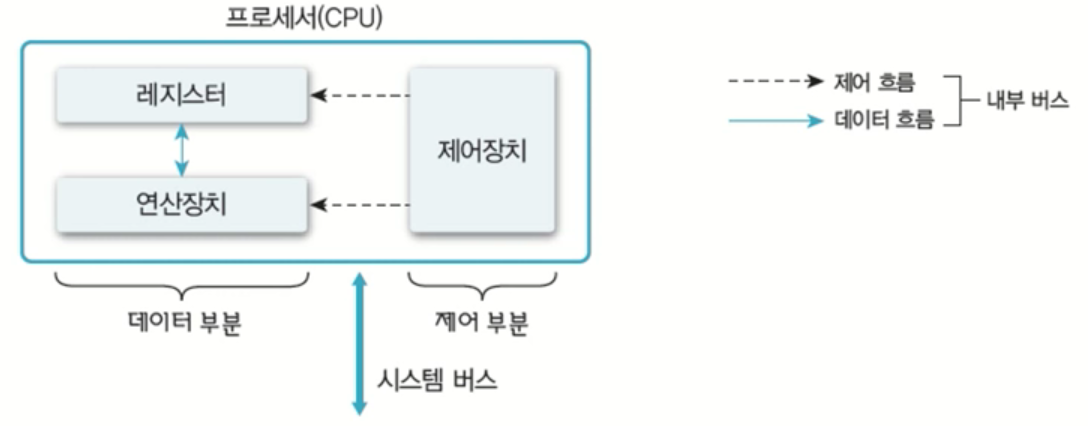 프로세서(CPU)
레지스터
연산장치
제어장치
제어 흐름
데이터 흐름
내부 버스
데이터 부분
제어 부분
시스템 버스